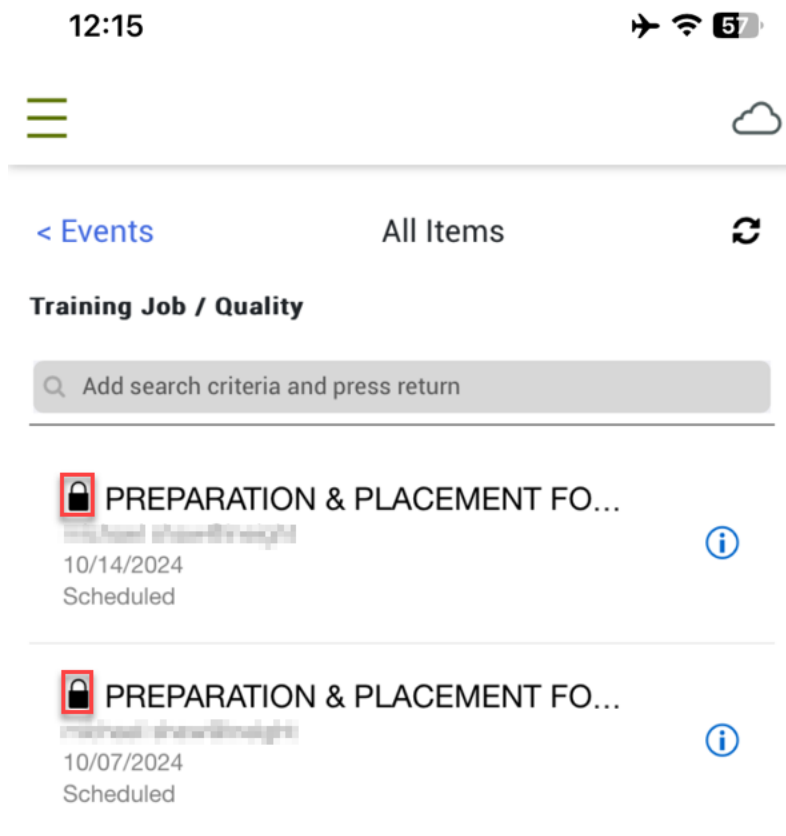 12:15
57
< Events
All Items
Training Job / Quality
Add search criteria and press return
PREPARATION & PLACEMENT FO...
10/14/2024
Scheduled
PREPARATION & PLACEMENT FO...
10/07/2024
Scheduled